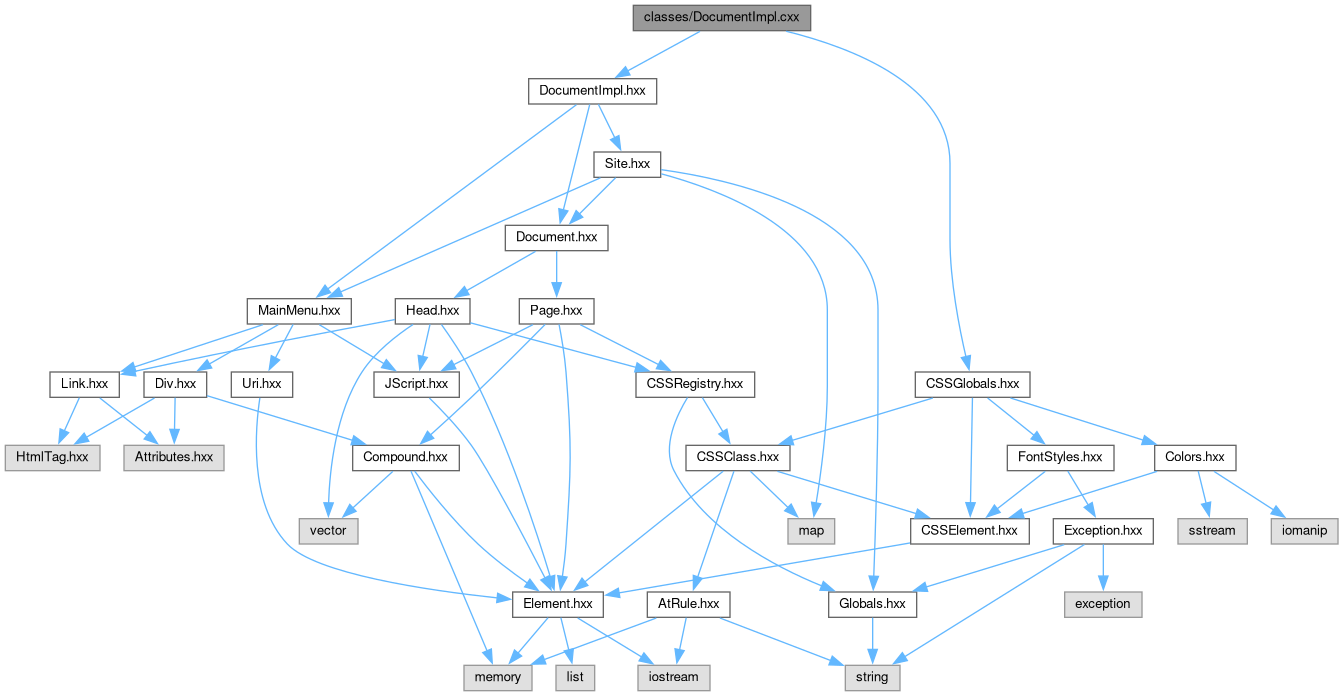 classes/DocumentImpl.cxx
DocumentImpl.hxx
Site.hxx
Document.hxx
MainMenu.hxx
Head.hxx
Page.hxx
Link.hxx
Div.hxx
Uri.hxx
JScript.hxx
CSSRegistry.hxx
CSSGlobals.hxx
HtmlTag.hxx
Attributes.hxx
Compound.hxx
CSSClass.hxx
FontStyles.hxx
Colors.hxx
vector
map
CSSElement.hxx
Exception.hxx
sstream
iomanip
Element.hxx
AtRule.hxx
Globals.hxx
exception
memory
list
iostream
string